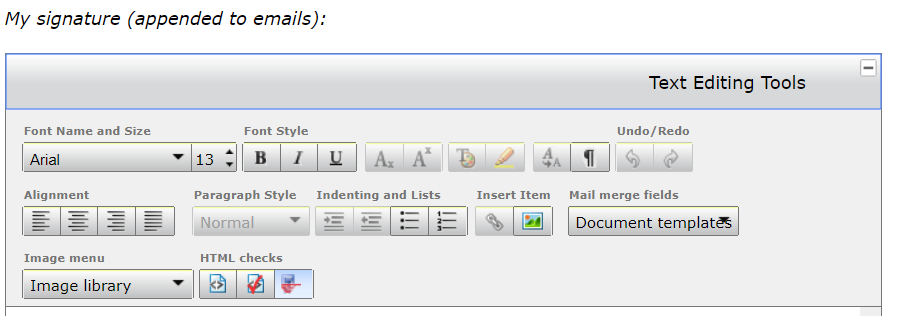 My signature (appended to emails):
Text Editing Tools
Font Name and Size Font Style Undo/Redo
Arial 13 B I U Ax A^x A ¶
Alignment Paragraph Style Indenting and Lists Insert Item Mail merge fields
Normal Document templates
Image menu HTML checks
Image library